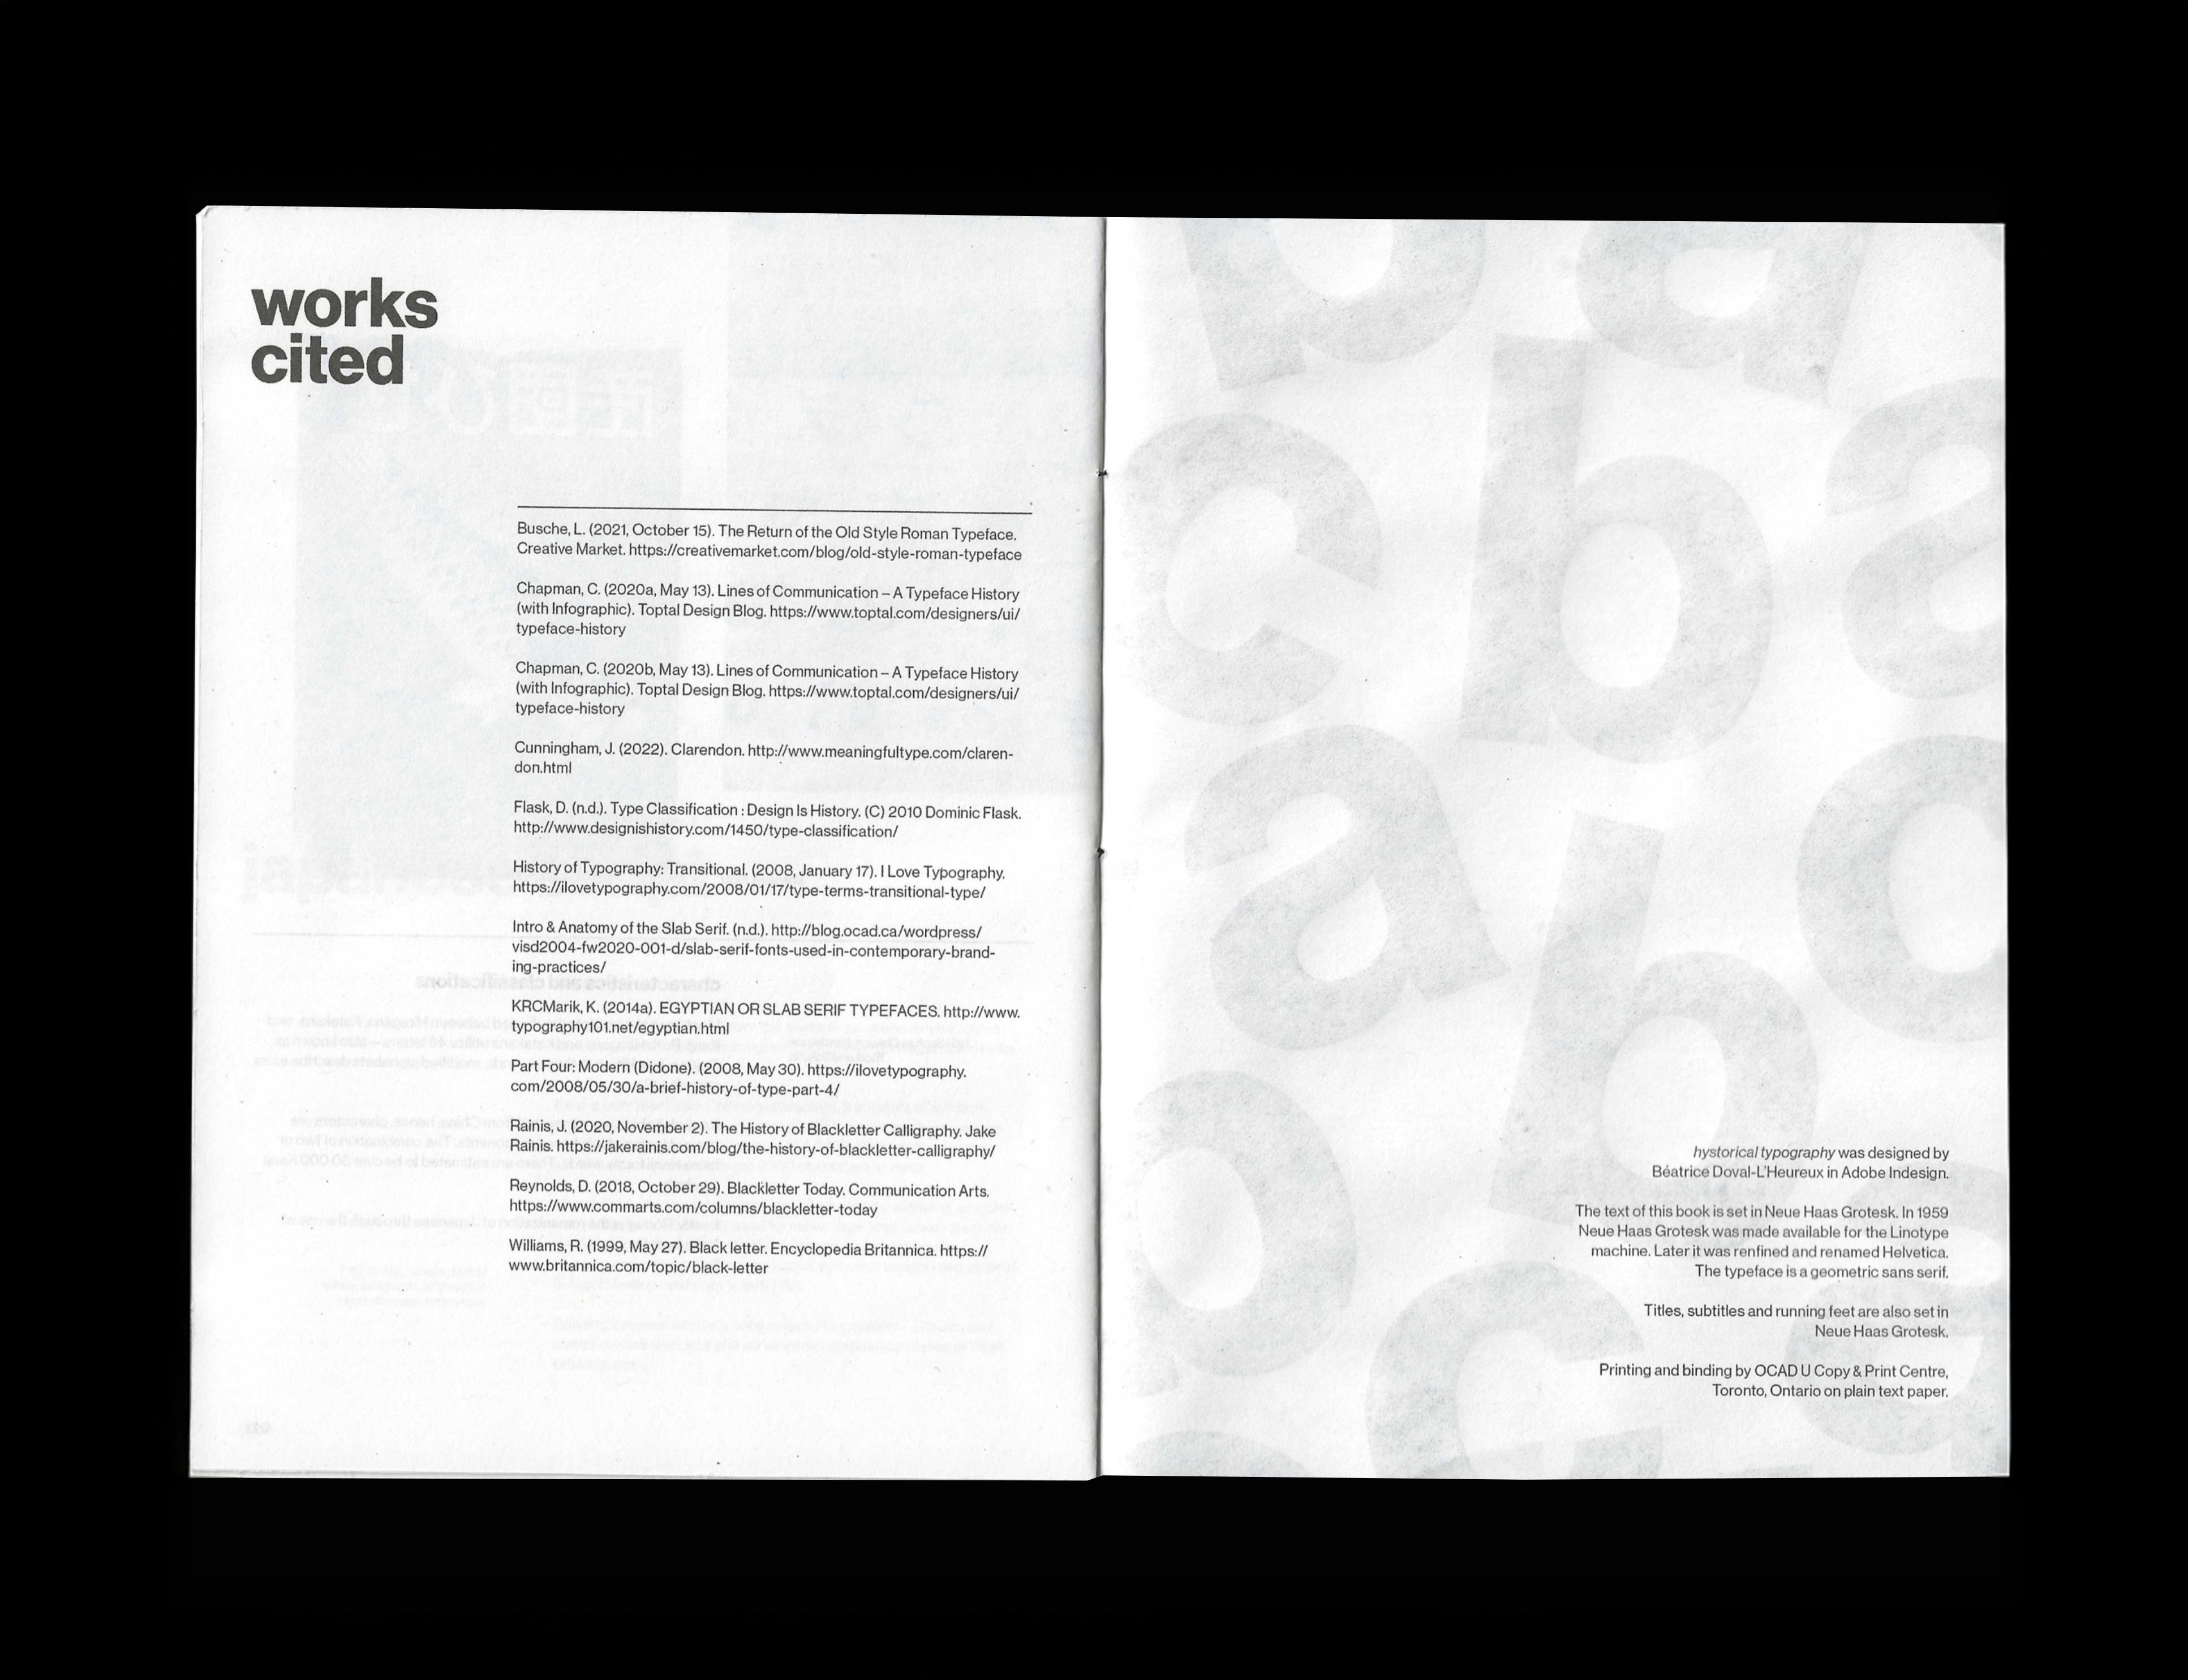 works
cited
Busche, L. (2021, October 15). The Return of the Old Style Roman Typeface.
Creative Market. https://creativemarket.com/blog/old-style-roman-typeface
Chapman, C. (2020a, May 13). Lines of Communication – A Typeface History
(with Infographic). Toptal Design Blog. https://www.toptal.com/designers/ui/
typeface-history
Chapman, C. (2020b, May 13). Lines of Communication – A Typeface History
(with Infographic). Toptal Design Blog. https://www.toptal.com/designers/ui/
typeface-history
Cunningham, J. (2022). Clarendon. http://www.meaningfultype.com/claren-
don.html
Flask, D. (n.d.). Type Classification : Design Is History. (C) 2010 Dominic Flask.
http://www.designishistory.com/1450/type-classification/
History of Typography: Transitional. (2008, January 17). I Love Typography.
https://ilovetypography.com/2008/01/17/type-terms-transitional-type/
Intro & Anatomy of the Slab Serif. (n.d.). http://blog.ocad.ca/wordpress/
visd2004-fw2020-001-d/slab-serif-fonts-used-in-contemporary-brand-
ing-practices/
KRCMarik, K. (2014a). EGYPTIAN OR SLAB SERIF TYPEFACES. http://www.
typography101.net/egyptian.html
Part Four: Modern (Didone). (2008, May 30). https://ilovetypography.
com/2008/05/30/a-brief-history-of-type-part-4/
Rainis, J. (2020, November 2). The History of Blackletter Calligraphy. Jake
Rainis. https://jakerainis.com/blog/the-history-of-blackletter-calligraphy/
Reynolds, D. (2018, October 29). Blackletter Today. Communication Arts.
https://www.commarts.com/columns/blackletter-today
Williams, R. (1999, May 27). Black letter. Encyclopedia Britannica. https://
www.britannica.com/topic/black-letter
b a
c b a
a b c
b c a
hystorical typography was designed by
Béatrice Doval-L'Heureux in Adobe Indesign.
The text of this book is set in Neue Haas Grotesk. In 1959
Neue Haas Grotesk was made available for the Linotype
machine. Later it was renfined and renamed Helvetica.
The typeface is a geometric sans serif.
Titles, subtitles and running feet are also set in
Neue Haas Grotesk.
Printing and binding by OCAD U Copy & Print Centre,
Toronto, Ontario on plain text paper.